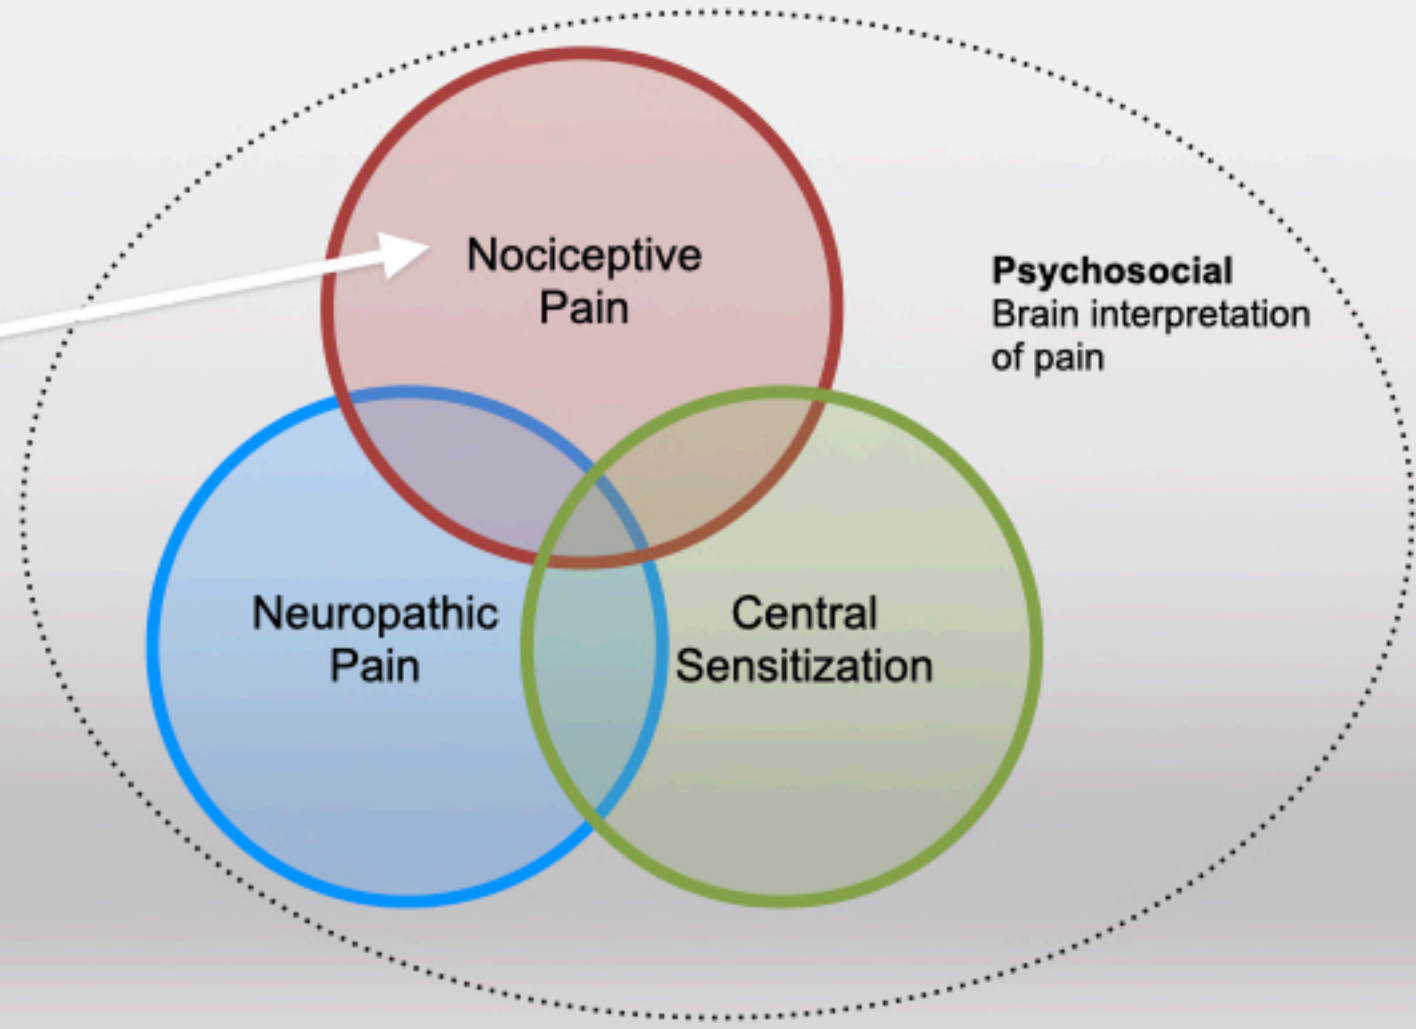 Nociceptive
Pain
Psychosocial
Brain interpretation
of pain
Neuropathic
Pain
Central
Sensitization